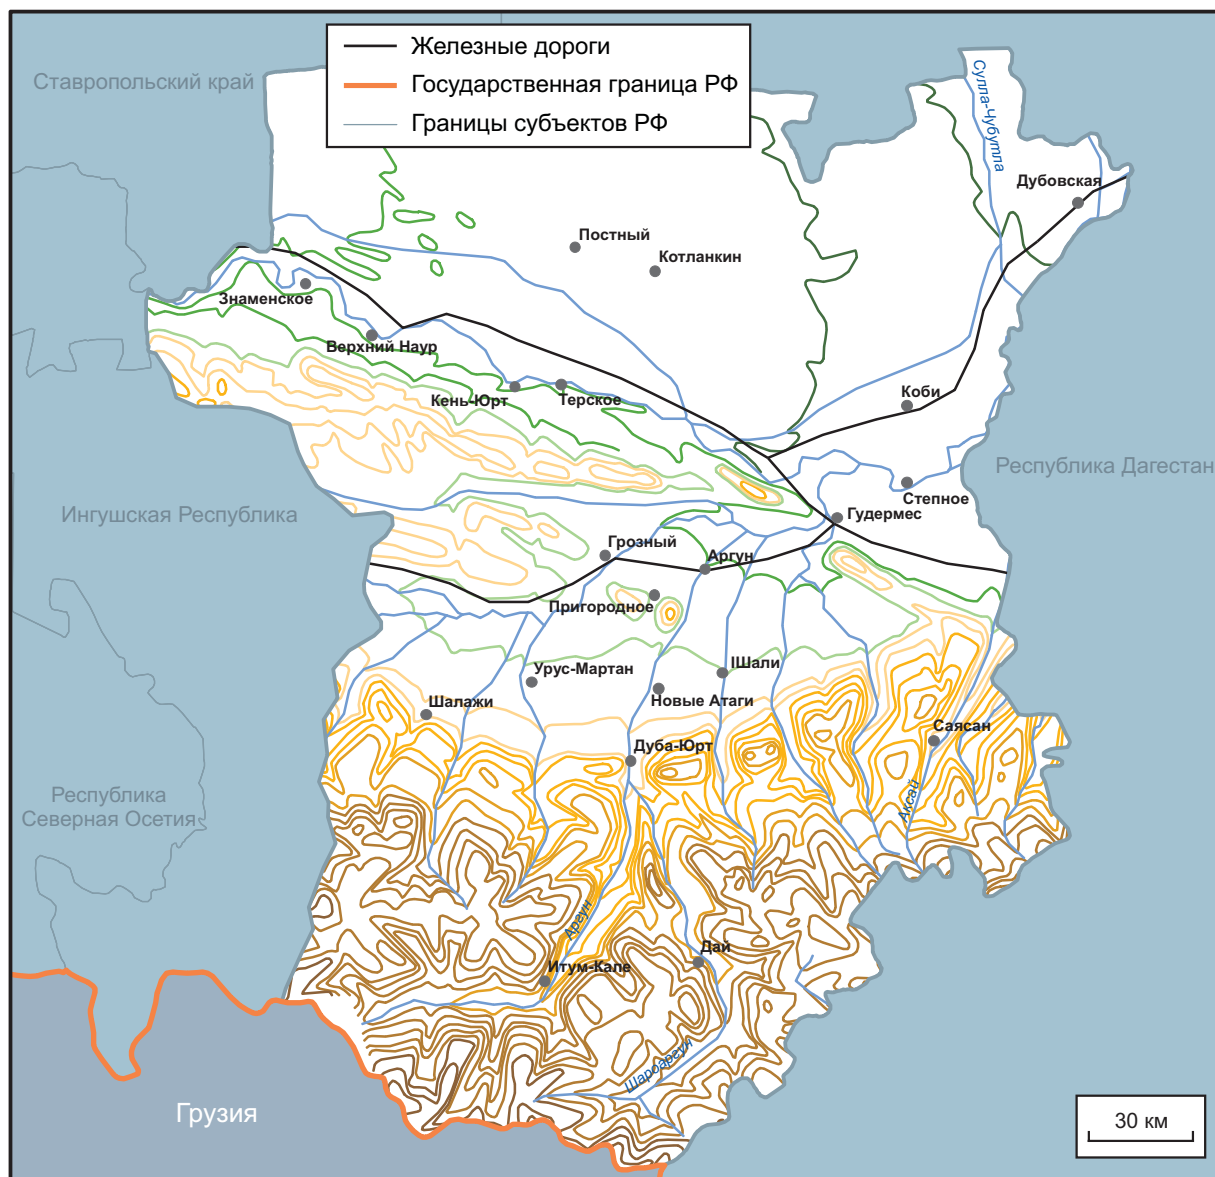 Железные дороги
Государственная граница РФ
Границы субъектов РФ
Ставропольский край
Сулла-Чубутла
Дубовская
Постный
Котланкин
Знаменское
Верхний Наур
Кень-Юрт
Терское
Коби
Республика Дагестан
Степное
Ингушская Республика
Гудермес
Грозный
Аргун
Пригородное
Урус-Мартан
IШали
Шалажи
Новые Атаги
Саясан
Дуба-Юрт
Республика
Северная Осетия
Аксай
Аргун
Дай
Итум-Кале
Шароаргун
Грузия
30 км